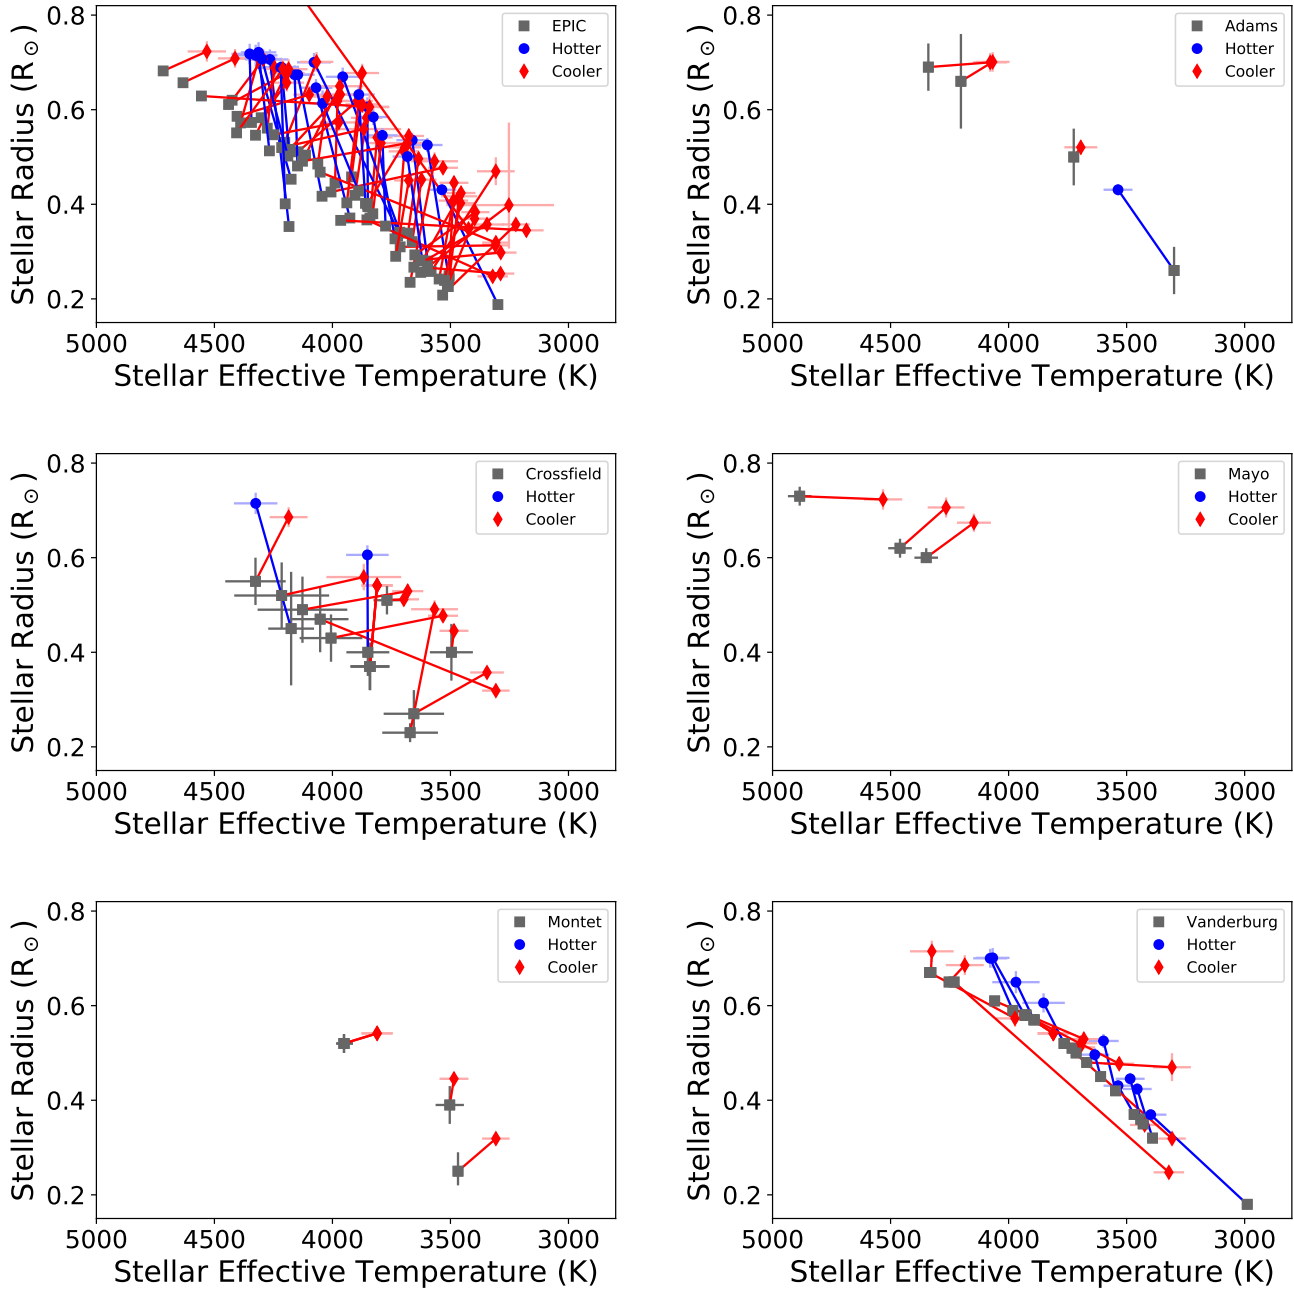 EPIC
Hotter
Cooler
0.8
0.6
0.4
0.2
Stellar Radius (R⊙)
5000 4500 4000 3500 3000
Stellar Effective Temperature (K)
Adams
Hotter
Cooler
0.8
0.6
0.4
0.2
Stellar Radius (R⊙)
5000 4500 4000 3500 3000
Stellar Effective Temperature (K)
Crossfield
Hotter
Cooler
0.8
0.6
0.4
0.2
Stellar Radius (R⊙)
5000 4500 4000 3500 3000
Stellar Effective Temperature (K)
Mayo
Hotter
Cooler
0.8
0.6
0.4
0.2
Stellar Radius (R⊙)
5000 4500 4000 3500 3000
Stellar Effective Temperature (K)
Montet
Hotter
Cooler
0.8
0.6
0.4
0.2
Stellar Radius (R⊙)
5000 4500 4000 3500 3000
Stellar Effective Temperature (K)
Vanderburg
Hotter
Cooler
0.8
0.6
0.4
0.2
Stellar Radius (R⊙)
5000 4500 4000 3500 3000
Stellar Effective Temperature (K)